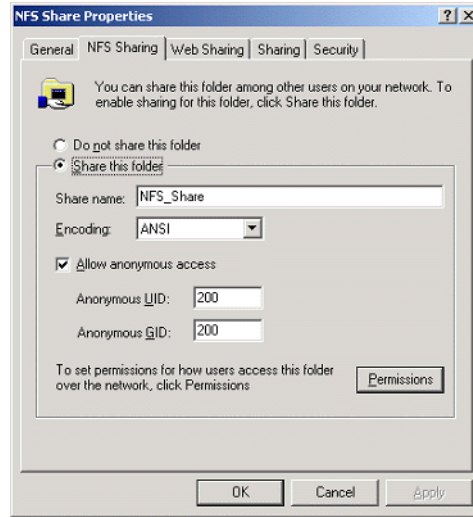 NFS Share Properties
General NFS Sharing Web Sharing Sharing Security
You can share this folder among other users on your network. To
enable sharing for this folder, click Share this folder.
Do not share this folder
Share this folder
Share name: NFS_Share
Encoding: ANSI
Allow anonymous access
Anonymous UID: 200
Anonymous GID: 200
To set permissions for how users access this folder
over the network, click Permissions
Permissions
OK Cancel Apply